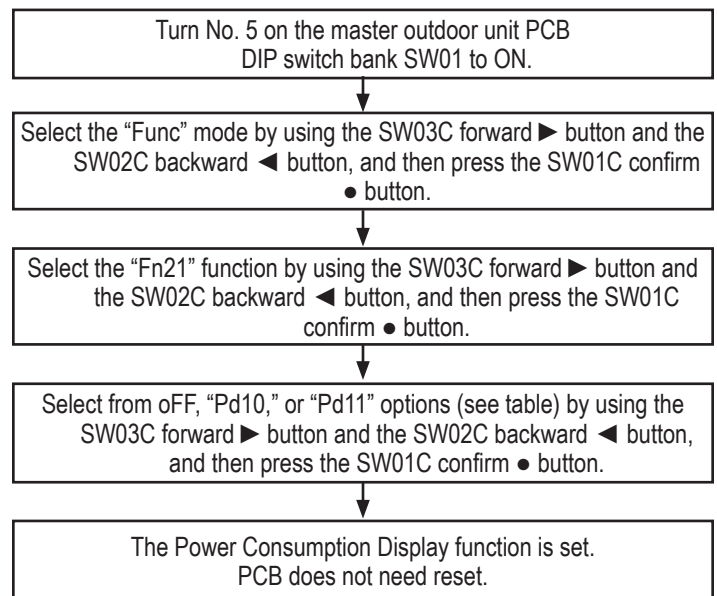 Turn No. 5 on the master outdoor unit PCB
DIP switch bank SW01 to ON.
Select the “Func” mode by using the SW03C forward ► button and the
SW02C backward ◄ button, and then press the SW01C confirm
● button.
Select the “Fn21” function by using the SW03C forward ► button and
the SW02C backward ◄ button, and then press the SW01C
confirm ● button.
Select from oFF, “Pd10,” or “Pd11” options (see table) by using the
SW03C forward ► button and the SW02C backward ◄ button,
and then press the SW01C confirm ● button.
The Power Consumption Display function is set.
PCB does not need reset.